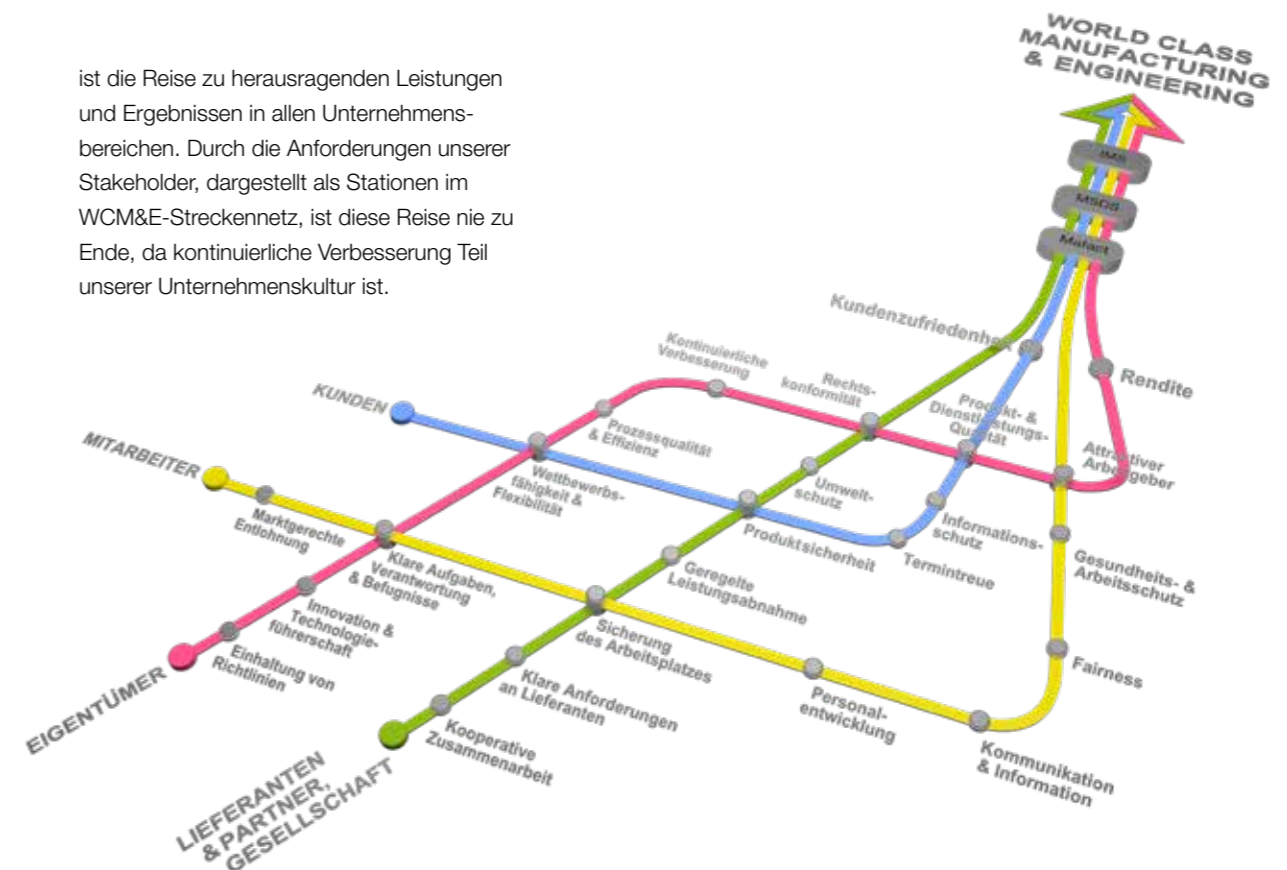 WORLD CLASS
MANUFACTURING
& ENGINEERING
ist die Reise zu herausragenden Leistungen
und Ergebnissen in allen Unternehmens-
bereichen. Durch die Anforderungen unserer
Stakeholder, dargestellt als Stationen im
WCM&E-Streckennetz, ist diese Reise nie zu
Ende, da kontinuierliche Verbesserung Teil
unserer Unternehmenskultur ist.
IMS
MSDS
Mafact
Kundenzufriedenheit
Kontinuierliche
Verbesserung
Rechts-
konformität
Rendite
KUNDEN
Produkt- &
Dienstleistungs-
Qualität
Prozessqualität
& Effizienz
Attraktiver
Arbeitgeber
MITARBEITER
Wettbewerbs-
fähigkeit &
Flexibilität
Umwelt-
schutz
Marktgerechte
Entlohnung
Produktsicherheit
Informations-
schutz
Termintreue
Klare Aufgaben,
Verantwortung
& Befugnisse
Geregelte
Leistungsabnahme
Gesundheits- &
Arbeitsschutz
Innovation &
Technologie-
führerschaft
Sicherung
des Arbeitsplatzes
Einhaltung von
Richtlinien
Fairness
EIGENTÜMER
Klare Anforderungen
an Lieferanten
Personal-
entwicklung
Kooperative
Zusammenarbeit
Kommunikation
& Information
LIEFERANTEN
& PARTNER,
GESELLSCHAFT